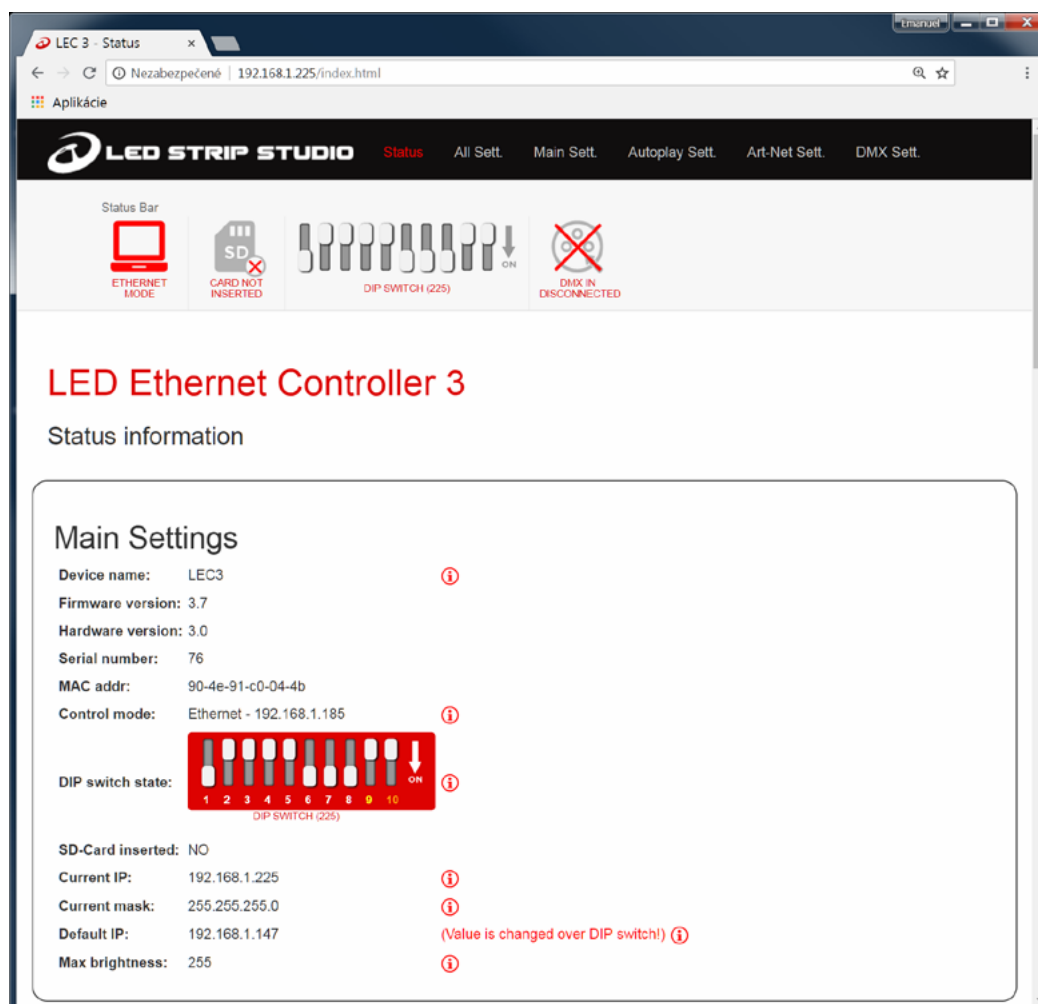 Emanuel
LEC 3 - Status
Nezabezpečené | 192.168.1.225/index.html
Aplikácie
LED STRIP STUDIO Status All Sett. Main Sett. Autoplay Sett. Art-Net Sett. DMX Sett.
Status Bar
SD
ON
ETHERNET MODE
CARD NOT INSERTED
DIP SWITCH (225)
DMX IN DISCONNECTED
LED Ethernet Controller 3
Status information
Main Settings
Device name: LEC3
Firmware version: 3.7
Hardware version: 3.0
Serial number: 76
MAC addr: 90-4e-91-c0-04-4b
Control mode: Ethernet - 192.168.1.185
DIP switch state:
ON
1 2 3 4 5 6 7 8 9 10
DIP SWITCH (225)
SD-Card inserted: NO
Current IP: 192.168.1.225
Current mask: 255.255.255.0
Default IP: 192.168.1.147 (Value is changed over DIP switch!)
Max brightness: 255